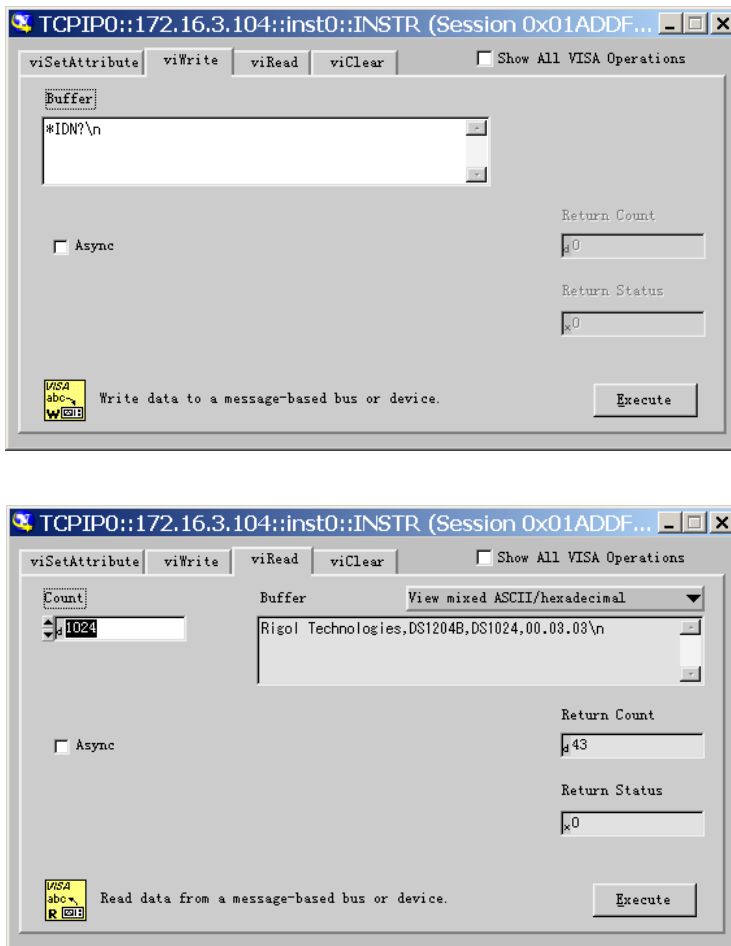 TCPIP0::172.16.3.104::inst0::INSTR (Session 0x01ADDF...
viSetAttribute viWrite viRead viClear Show All VISA Operations
Buffer
*IDN?\n
Return Count
Async d 0
Return Status
x 0
VISA
abc
W
Write data to a message-based bus or device. Execute
TCPIP0::172.16.3.104::inst0::INSTR (Session 0x01ADDF...
viSetAttribute viWrite viRead viClear Show All VISA Operations
Count Buffer View mixed ASCII/hexadecimal
d 1024 Rigol Technologies,DS1204B,DS1024,00.03.03\n
Return Count
Async d 43
Return Status
x 0
VISA
abc
R
Read data from a message-based bus or device. Execute